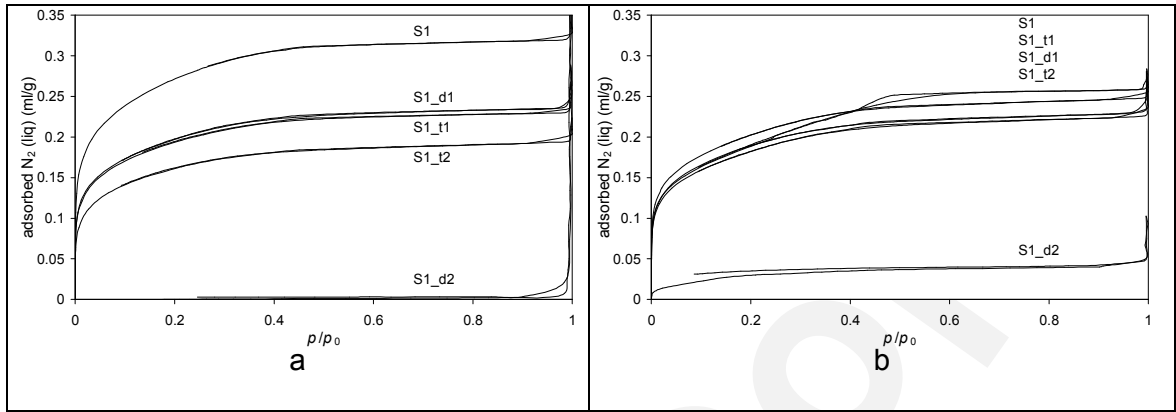 0.35
0.3
0.25
0.2
0.15
0.1
0.05
0
adsorbed N2 (liq) (ml/g)
S1
S1_d1
S1_t1
S1_t2
S1_d2
0 0.2 0.4 0.6 0.8 1
p/p0
a
0.35
0.3
0.25
0.2
0.15
0.1
0.05
0
adsorbed N2 (liq) (ml/g)
S1
S1_t1
S1_d1
S1_t2
S1_d2
0 0.2 0.4 0.6 0.8 1
p/p0
b